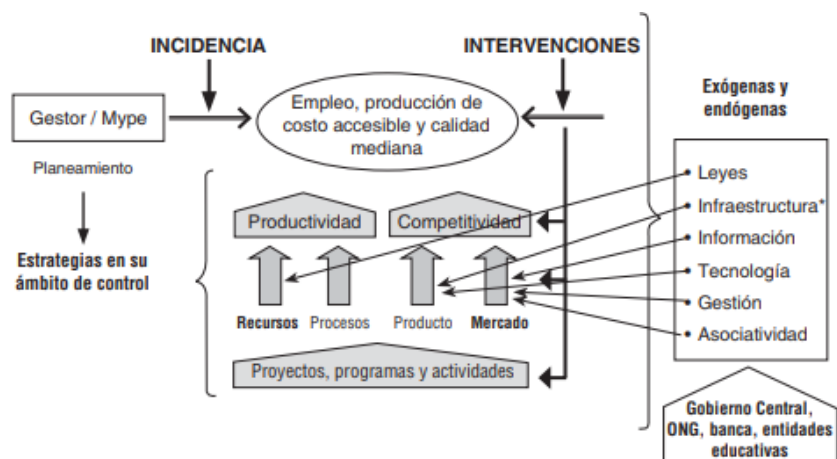 INCIDENCIA
INTERVENCIONES
Exógenas y
endógenas
Gestor / Mype
Empleo, producción de
costo accesible y calidad
mediana
Planeamiento
Estrategias en su
ámbito de control
Productividad
Competitividad
Recursos
Procesos
Producto
Mercado
Proyectos, programas y actividades
• Leyes
• Infraestructura*
• Información
• Tecnología
• Gestión
• Asociatividad
Gobierno Central,
ONG, banca, entidades
educativas